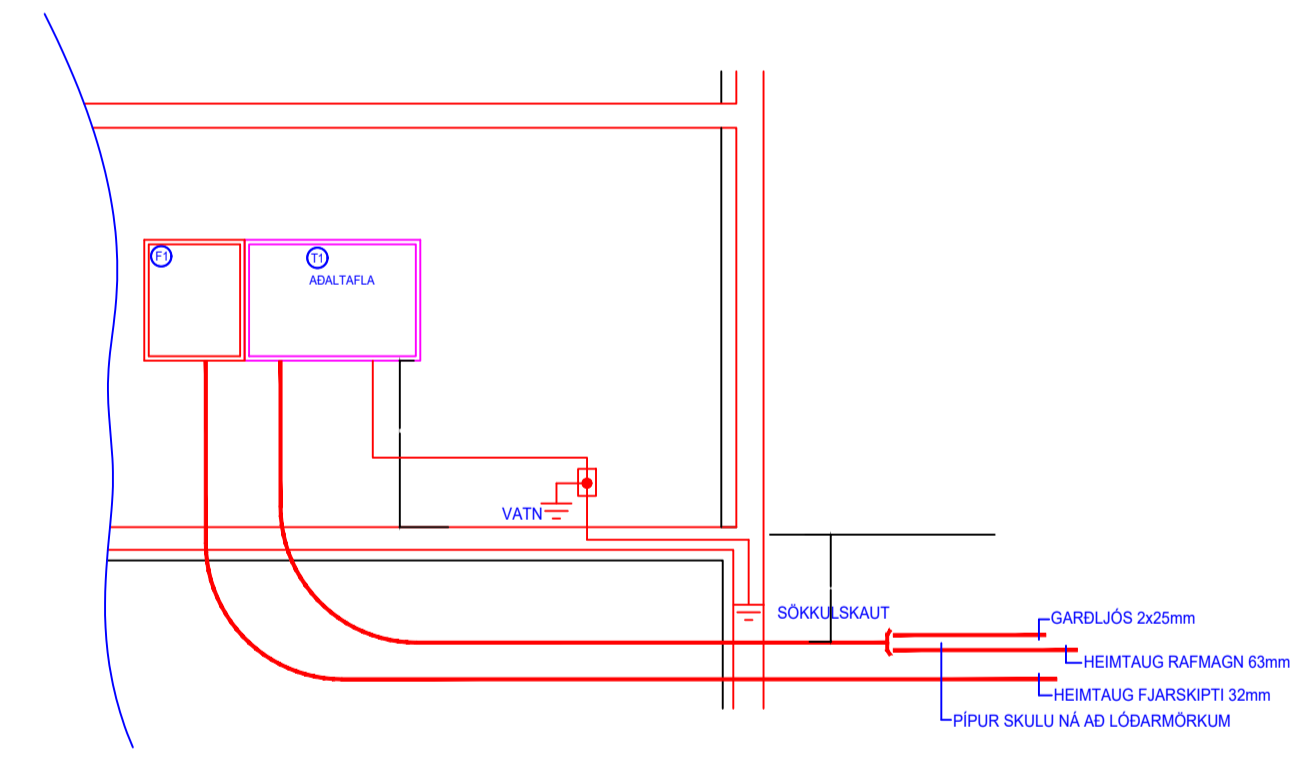 F1
T1
AÐALTAFLA
VATN
SÖKKULSKAUT
GARÐLJÓS 2x25mm
HEIMTAUG RAFMAGN 63mm
HEIMTAUG FJARSKIPTI 32mm
PÍPUR SKULU NÁ AÐ LÓÐARMÖRKUM